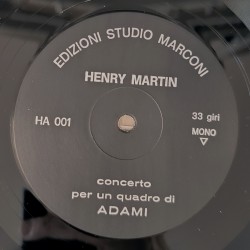 EDIZIONI STUDIO MARCONI
HENRY MARTIN
HA 001
33 giri
MONO
concerto
per un quadro di
ADAMI